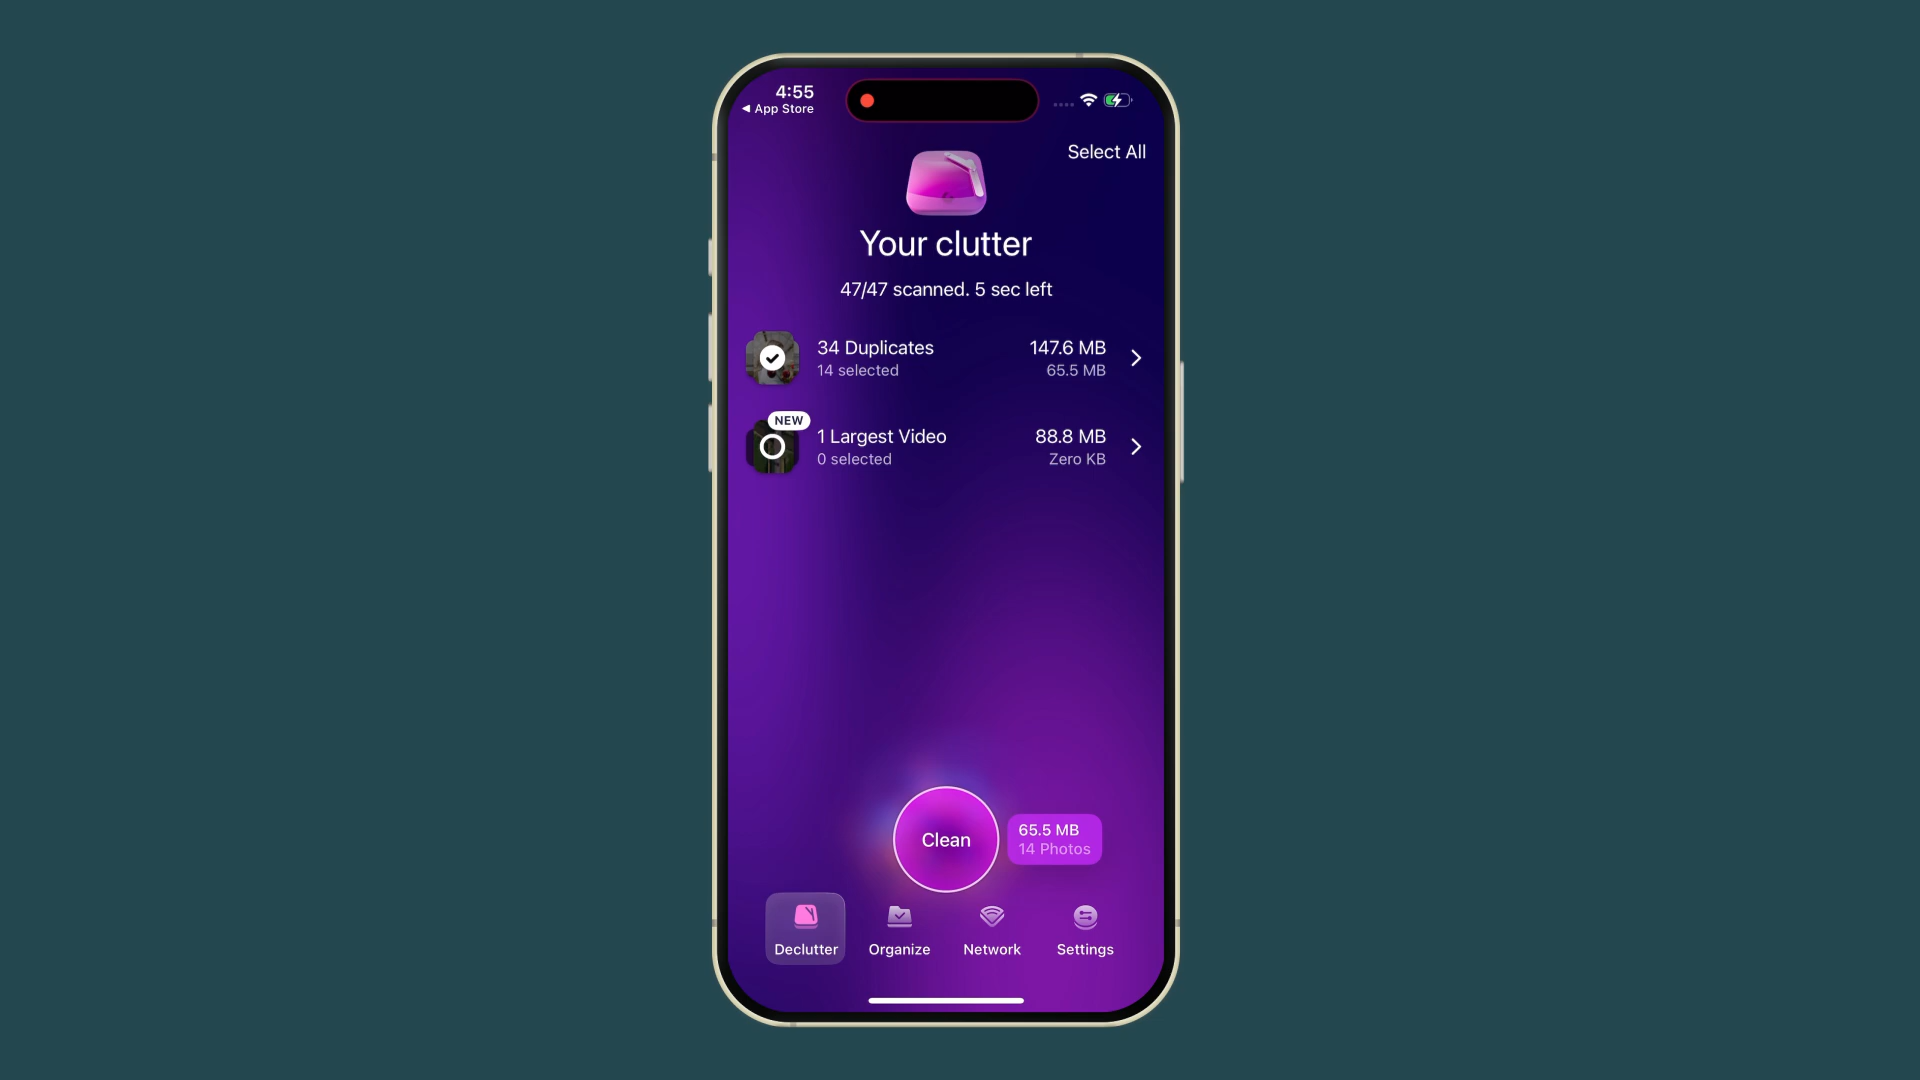 4:55
◀ App Store
Select All
Your clutter
47/47 scanned. 5 sec left
34 Duplicates
147.6 MB
14 selected
65.5 MB
NEW
1 Largest Video
88.8 MB
0 selected
Zero KB
Clean
65.5 MB
14 Photos
Declutter
Organize
Network
Settings